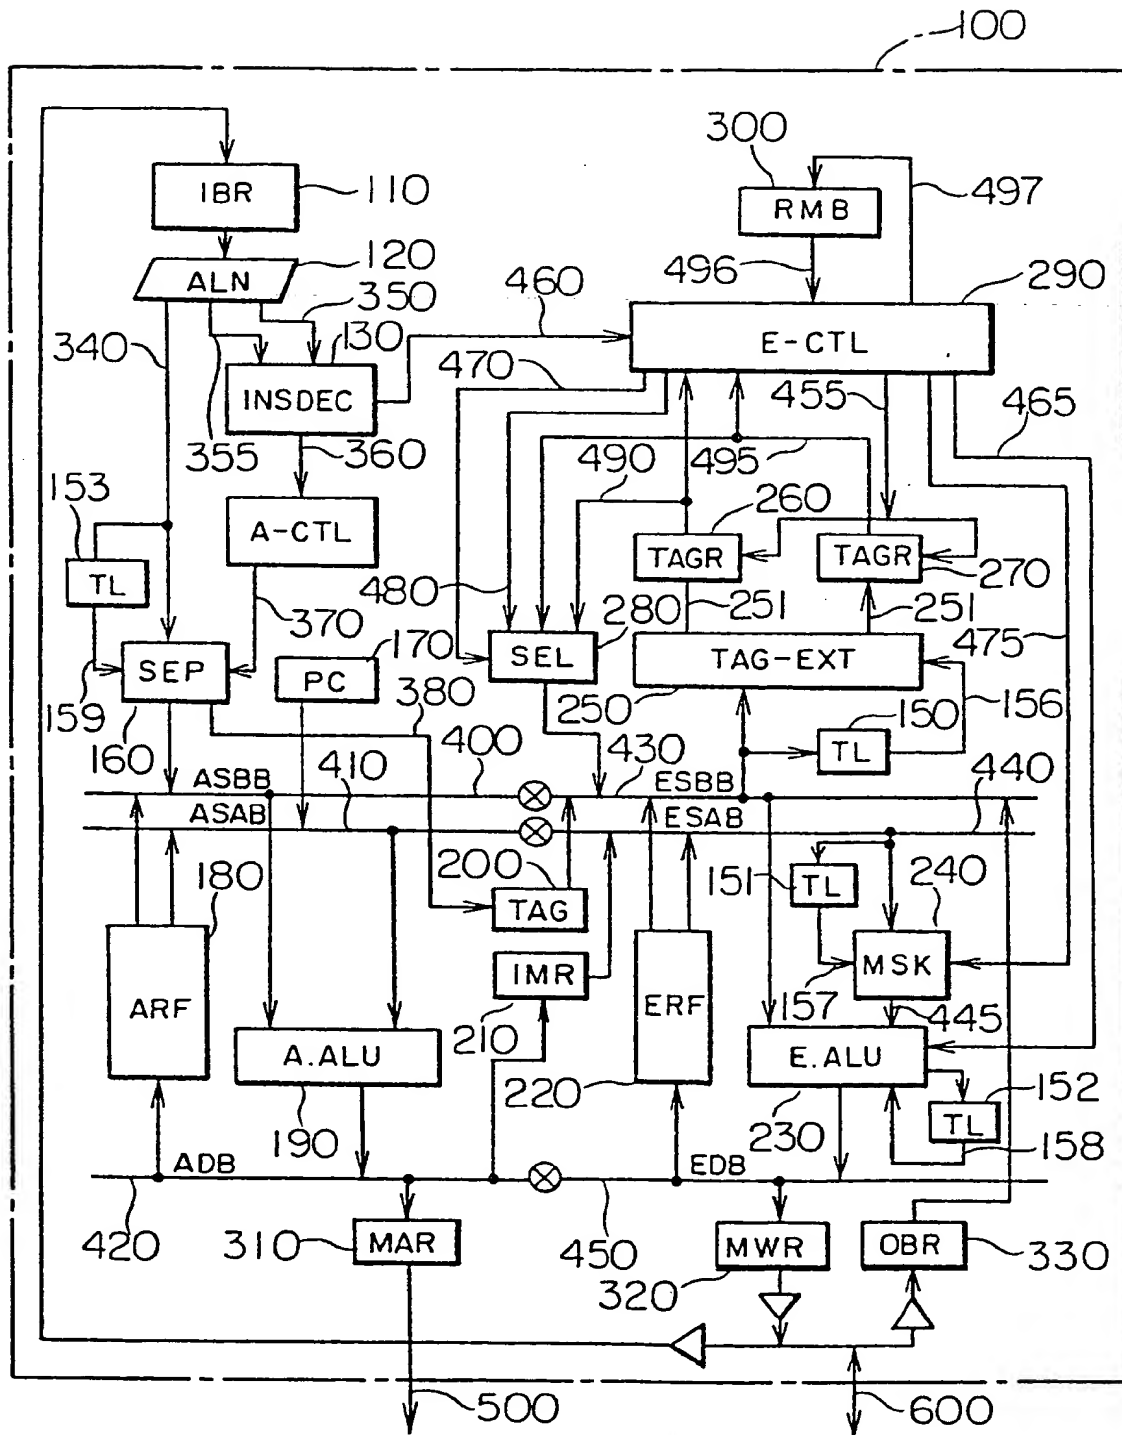 100
300
497
IBR
110
RMB
120
496
290
ALN
350
460
340
130
E-CTL
470
455
465
INSDEC
355
360
490
495
153
260
A-CTL
TAGR
TAGR
TL
480
270
370
280
251
251
475
SEP
170
SEL
TAG-EXT
PC
159
380
250
150
156
160
400
430
TL
410
440
ASBB
ESBB
ASAB
ESAB
180
200
151
TL
240
TAG
IMR
MSK
ARF
ERF
157
445
210
A.ALU
E.ALU
220
152
190
230
TL
158
ADB
EDB
420
310
MAR
450
MWR
OBR
330
320
500
600